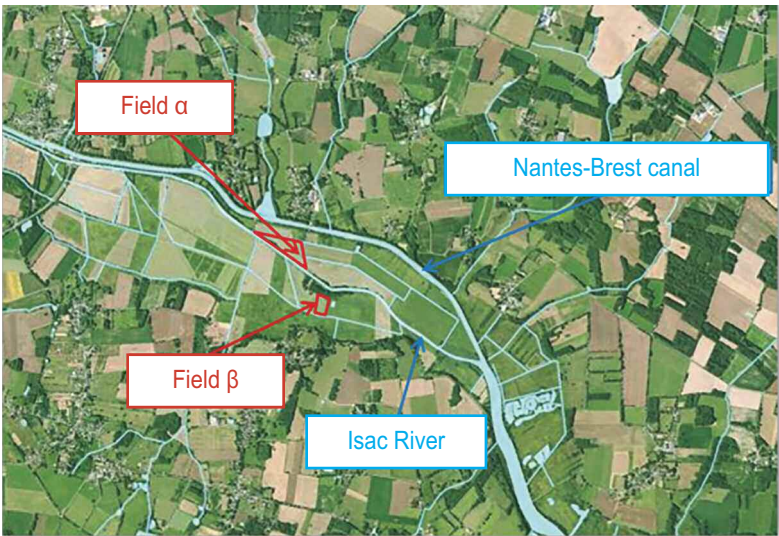 Field α
Nantes-Brest canal
Field β
Isac River